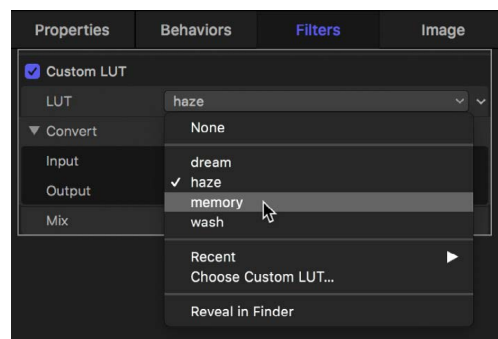 Properties Behaviors Filters Image
Custom LUT
LUT haze
Convert None
Input dream
✓ haze
Output memory
Mix wash
Recent
Choose Custom LUT...
Reveal in Finder